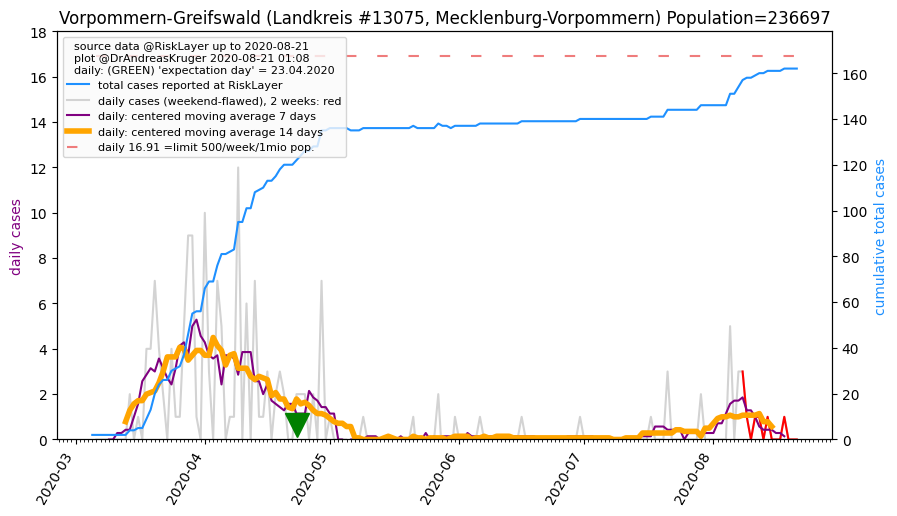 Vorpommern-Greifswald (Landkreis #13075, Mecklenburg-Vorpommern) Population=236697
source data @RiskLayer up to 2020-08-21
plot @DrAndreasKruger 2020-08-21 01:08
daily: (GREEN) 'expectation day' = 23.04.2020
total cases reported at RiskLayer
daily cases (weekend-flawed), 2 weeks: red
daily: centered moving average 7 days
daily: centered moving average 14 days
daily 16.91 =limit 500/week/1mio pop.
daily cases
18
16
14
12
10
8
6
4
2
0
160
140
120
100
80
60
40
20
0
cumulative total cases
2020-03
2020-04
2020-05
2020-06
2020-07
2020-08